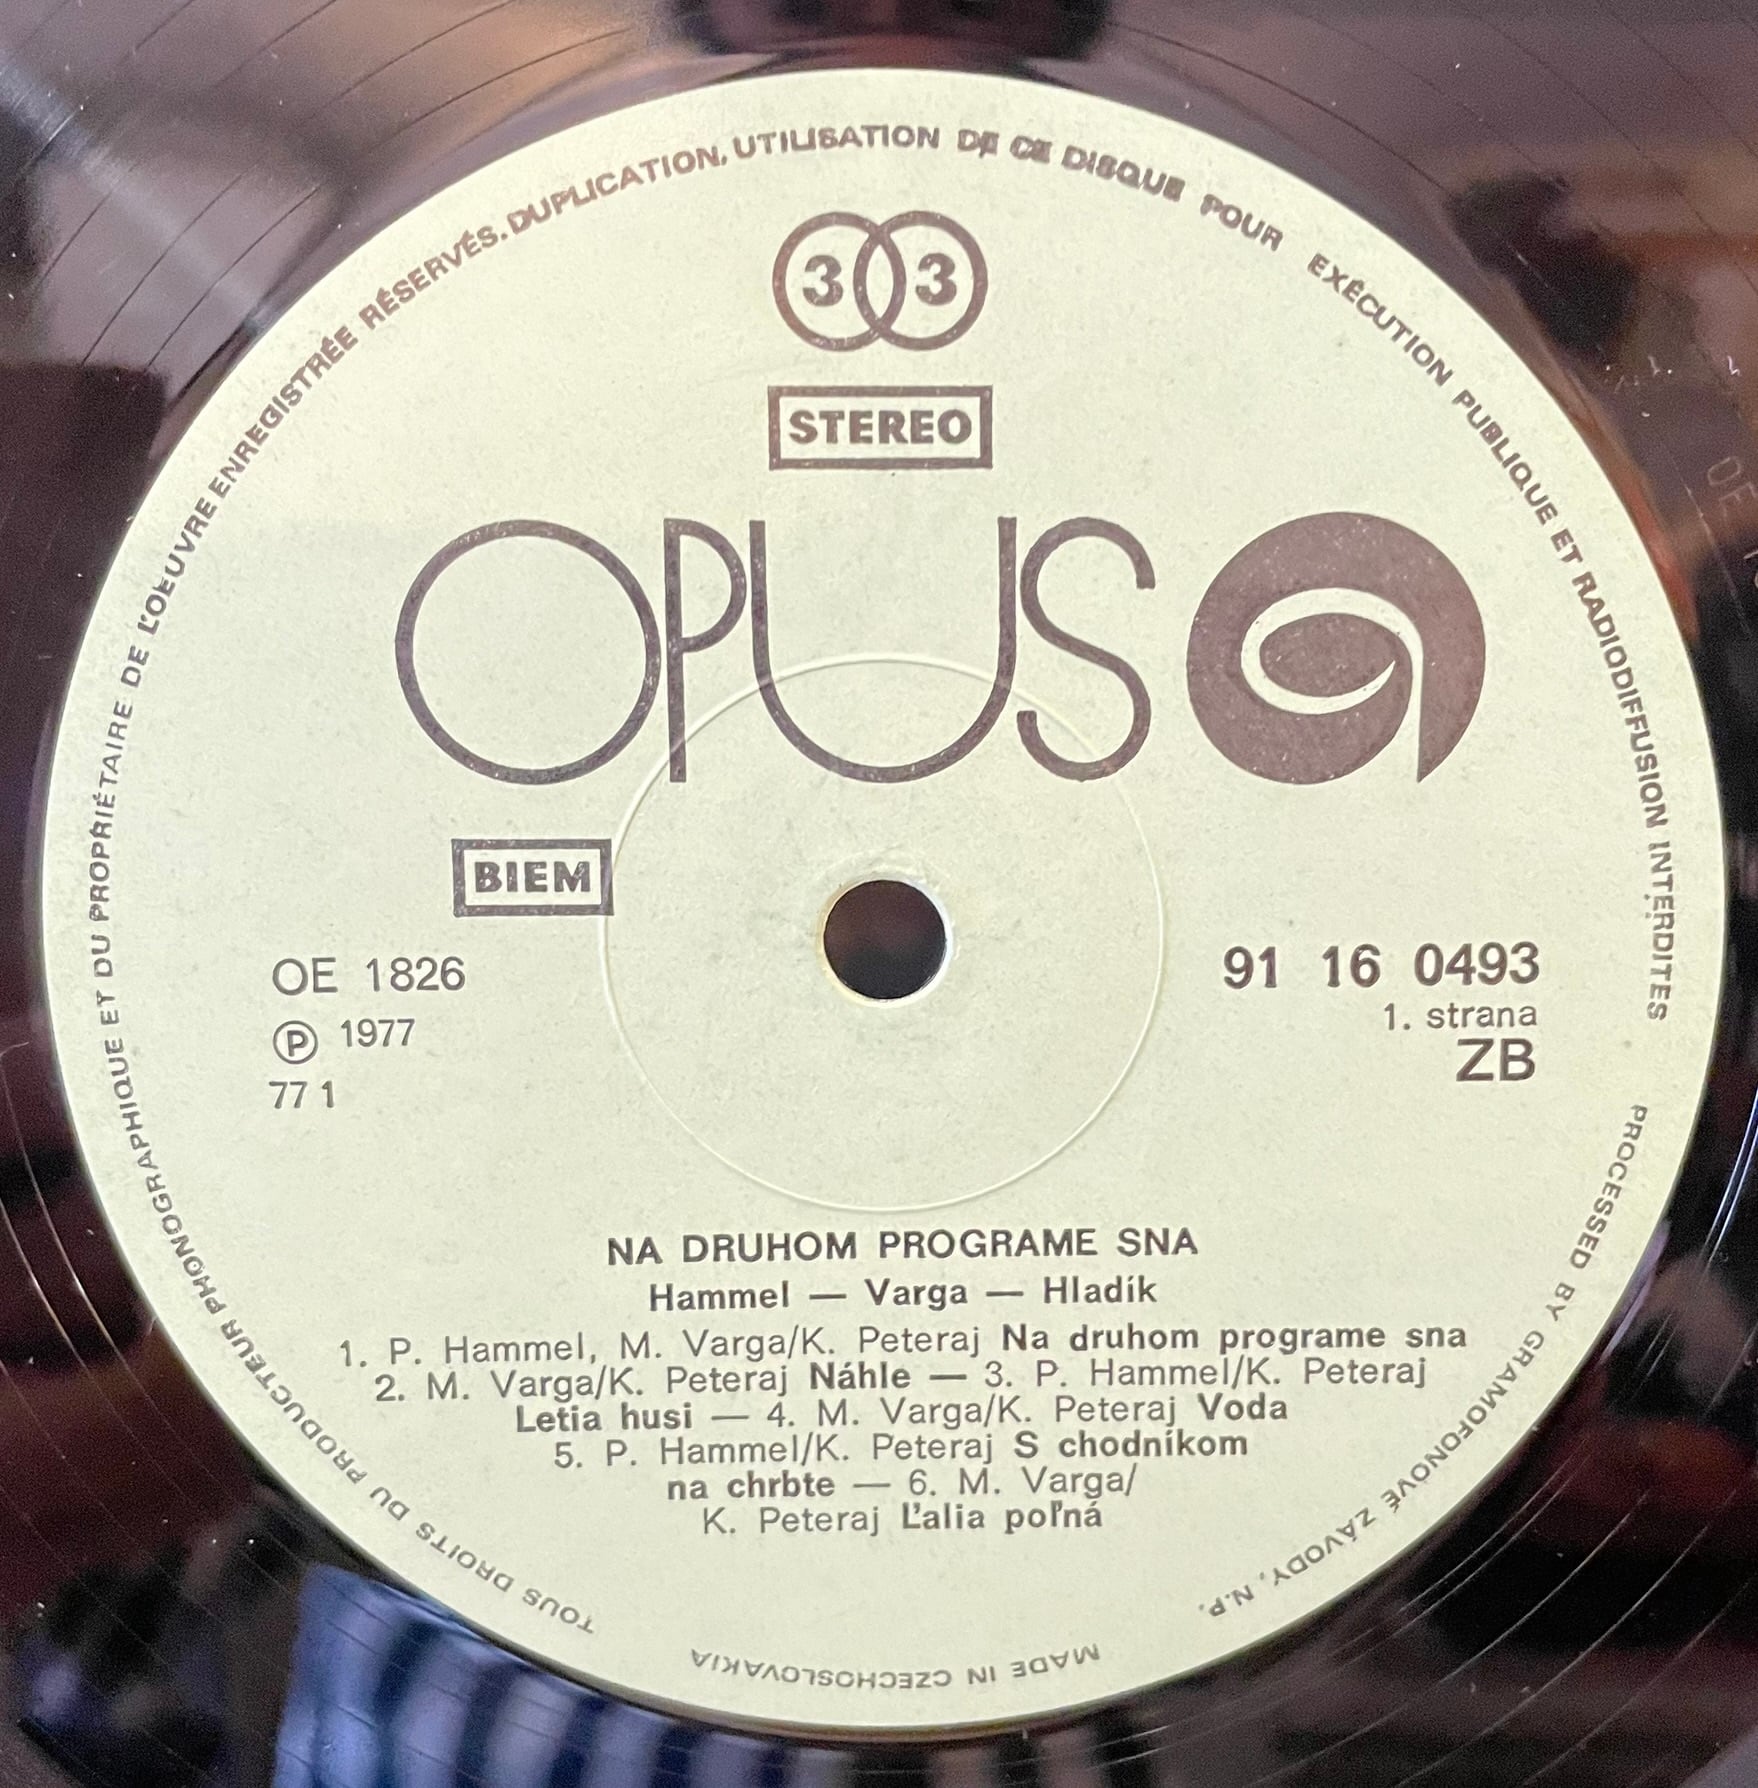 TOUS DROITS DU PRODUCTEUR PHONOGRAPHIQUE ET DU PROPRIÉTAIRE DE L'OEUVRE ENREGISTRÉE RÉSERVÉS. DUPLICATION, UTILISATION DE CE DISQUE POUR EXÉCUTION PUBLIQUE ET RADIODIFFUSION INTERDITES
33
STEREO
OPUS
BIEM
OE 1826
Ⓟ 1977
77 1
91 16 0493
1. strana
ZB
NA DRUHOM PROGRAME SNA
Hammel — Varga — Hladík
1. P. Hammel, M. Varga/K. Peteraj Na druhom programe sna
2. M. Varga/K. Peteraj Náhle — 3. P. Hammel/K. Peteraj
Letia husi — 4. M. Varga/K. Peteraj Voda
5. P. Hammel/K. Peteraj S chodníkom
na chrbte — 6. M. Varga/
K. Peteraj Ľalia poľná
PROCESSED BY GRAMOFONOVÉ ZÁVODY, N.P.
MADE IN CZECHOSLOVAKIA